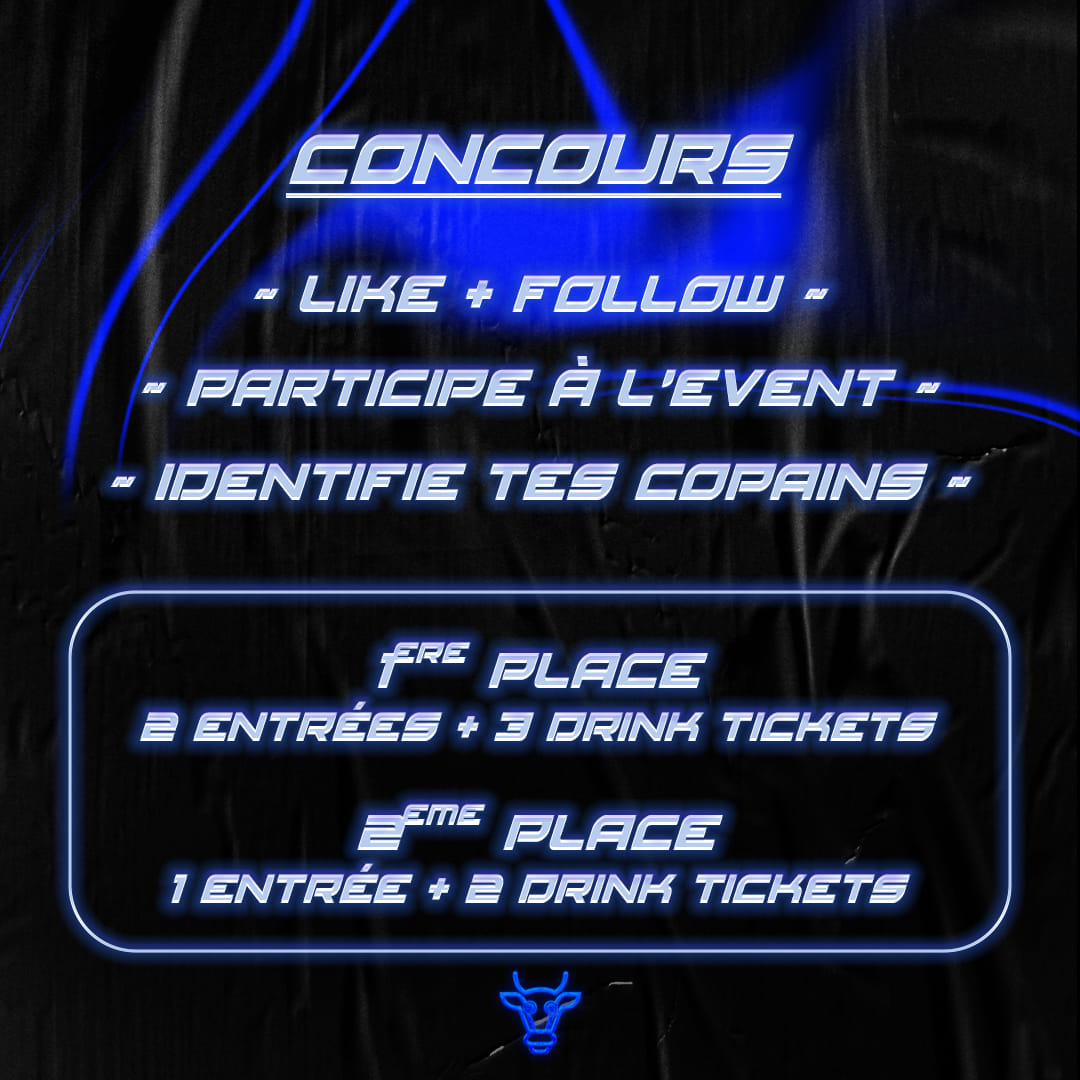 CONCOURS
~ LIKE + FOLLOW ~
~ PARTICIPE À L'EVENT ~
~ IDENTIFIE TES COPAINS ~
1ERE PLACE
2 ENTRÉES + 3 DRINK TICKETS
2EME PLACE
1 ENTRÉE + 2 DRINK TICKETS